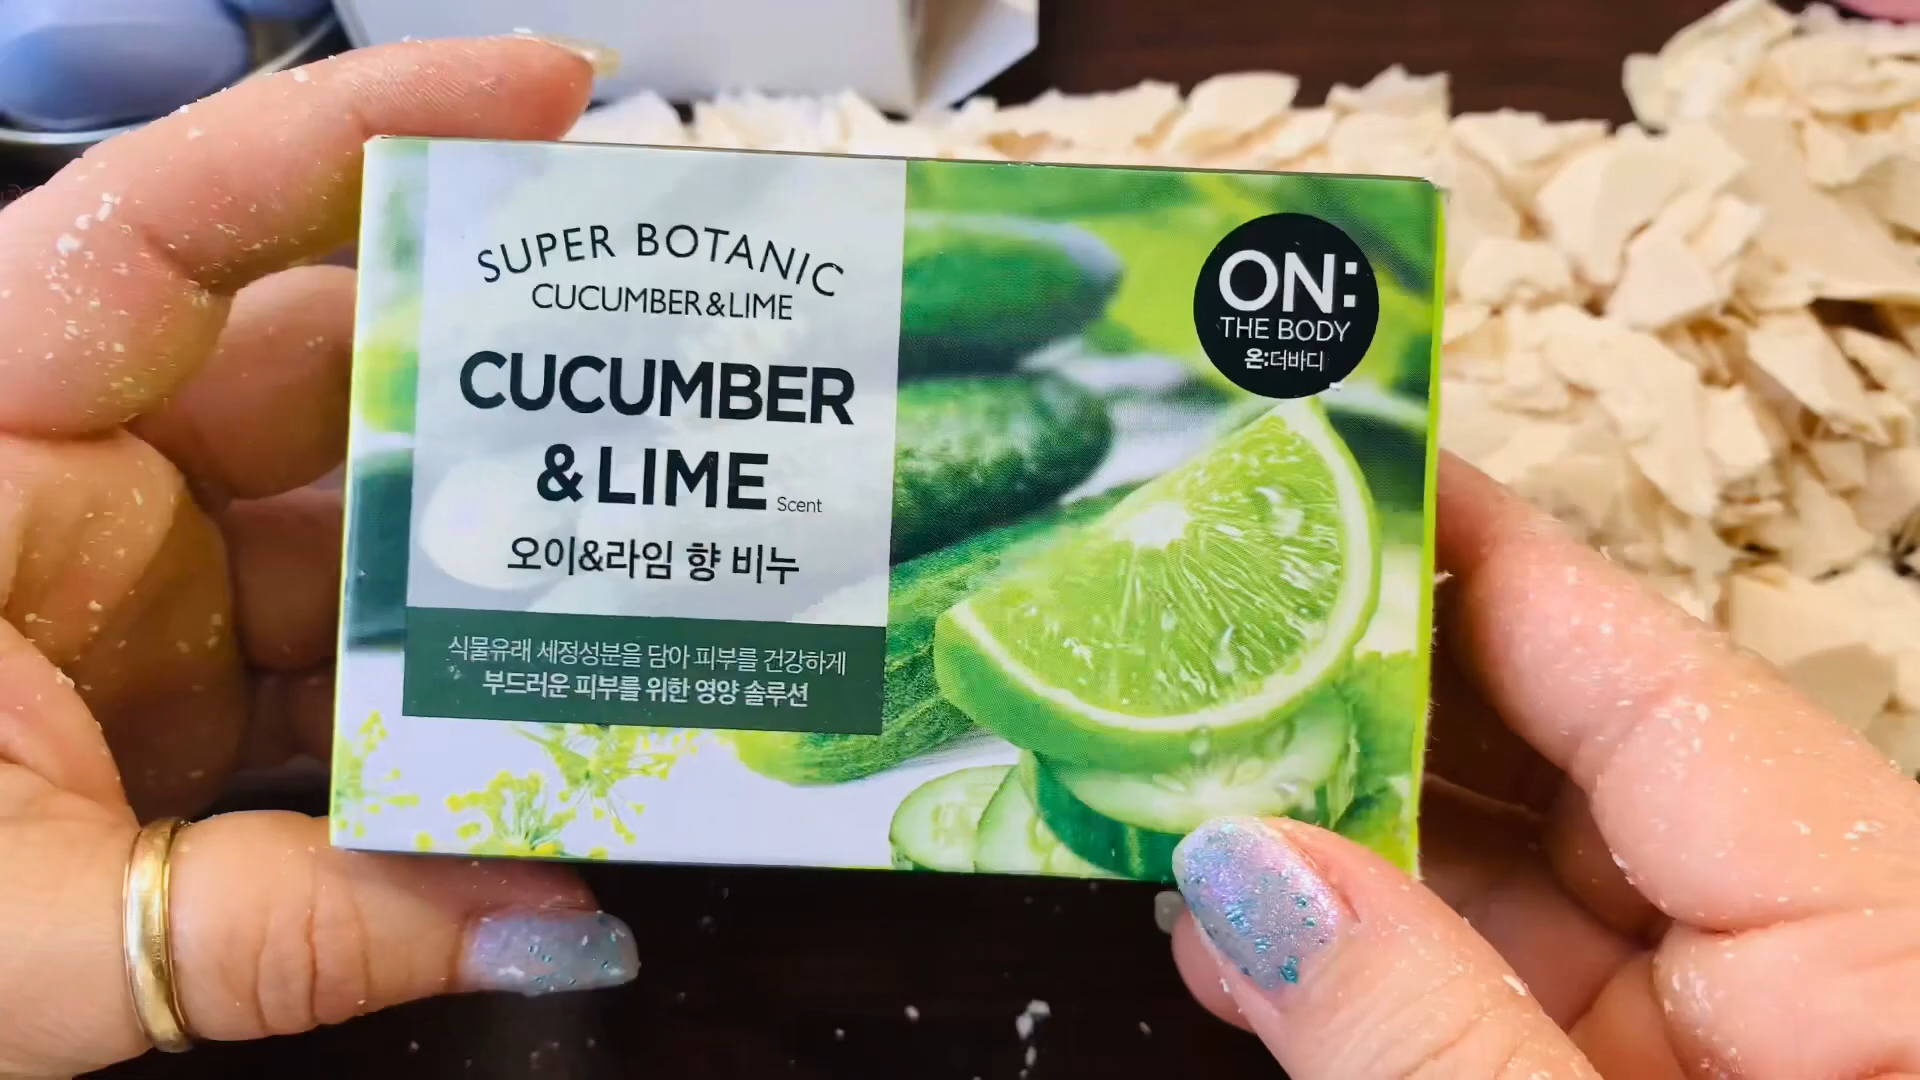 SUPER BOTANIC
CUCUMBER&LIME
CUCUMBER
&LIME Scent
오이&라임 향 비누
식물유래 세정성분을 담아 피부를 건강하게
부드러운 피부를 위한 영양 솔루션
ON:
THE BODY
온:더바디